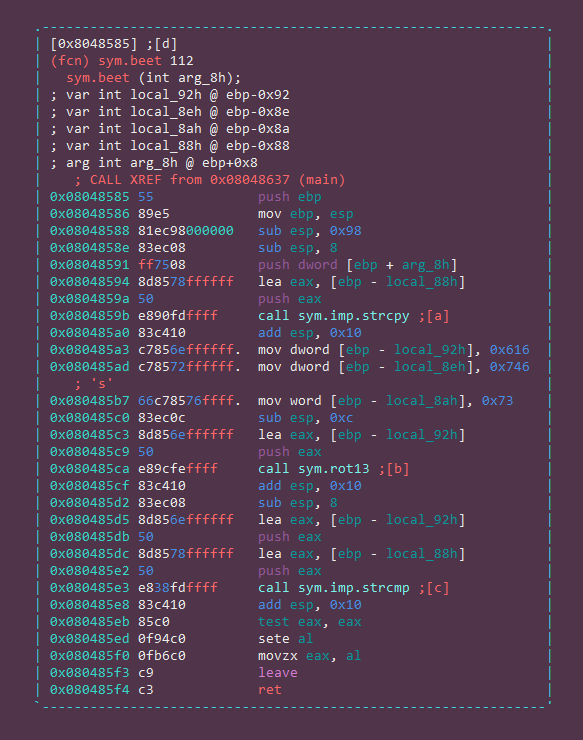 [0x8048585] ;[d]
(fcn) sym.beet 112
sym.beet (int arg_8h);
; var int local_92h @ ebp-0x92
; var int local_8eh @ ebp-0x8e
; var int local_8ah @ ebp-0x8a
; var int local_88h @ ebp-0x88
; arg int arg_8h @ ebp+0x8
; CALL XREF from 0x08048637 (main)
0x08048585 55 push ebp
0x08048586 89e5 mov ebp, esp
0x08048588 81ec98000000 sub esp, 0x98
0x0804858e 83ec08 sub esp, 8
0x08048591 ff7508 push dword [ebp + arg_8h]
0x08048594 8d8578ffffff lea eax, [ebp - local_88h]
0x0804859a 50 push eax
0x0804859b e890fdffff call sym.imp.strcpy ;[a]
0x080485a0 83c410 add esp, 0x10
0x080485a3 c7856effffff. mov dword [ebp - local_92h], 0x616
0x080485ad c78572ffffff. mov dword [ebp - local_8eh], 0x746
; 's'
0x080485b7 66c78576ffff. mov word [ebp - local_8ah], 0x73
0x080485c0 83ec0c sub esp, 0xc
0x080485c3 8d856effffff lea eax, [ebp - local_92h]
0x080485c9 50 push eax
0x080485ca e89cfeffff call sym.rot13 ;[b]
0x080485cf 83c410 add esp, 0x10
0x080485d2 83ec08 sub esp, 8
0x080485d5 8d856effffff lea eax, [ebp - local_92h]
0x080485db 50 push eax
0x080485dc 8d8578ffffff lea eax, [ebp - local_88h]
0x080485e2 50 push eax
0x080485e3 e838fdffff call sym.imp.strcmp ;[c]
0x080485e8 83c410 add esp, 0x10
0x080485eb 85c0 test eax, eax
0x080485ed 0f94c0 sete al
0x080485f0 0fb6c0 movzx eax, al
0x080485f3 c9 leave
0x080485f4 c3 ret